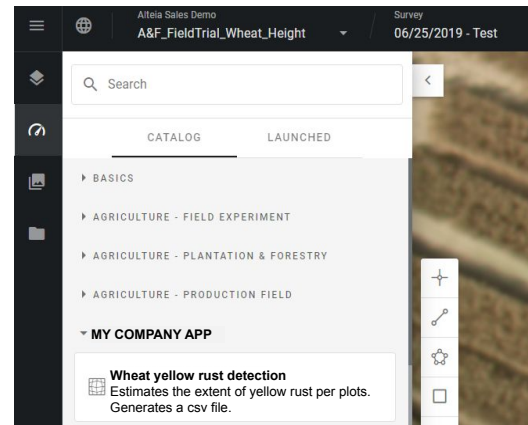 Alteia Sales Demo
A&F_FieldTrial_Wheat_Height
Survey
06/25/2019 - Test
Search
CATALOG
LAUNCHED
BASICS
AGRICULTURE - FIELD EXPERIMENT
AGRICULTURE - PLANTATION & FORESTRY
AGRICULTURE - PRODUCTION FIELD
MY COMPANY APP
Wheat yellow rust detection
Estimates the extent of yellow rust per plots.
Generates a csv file.